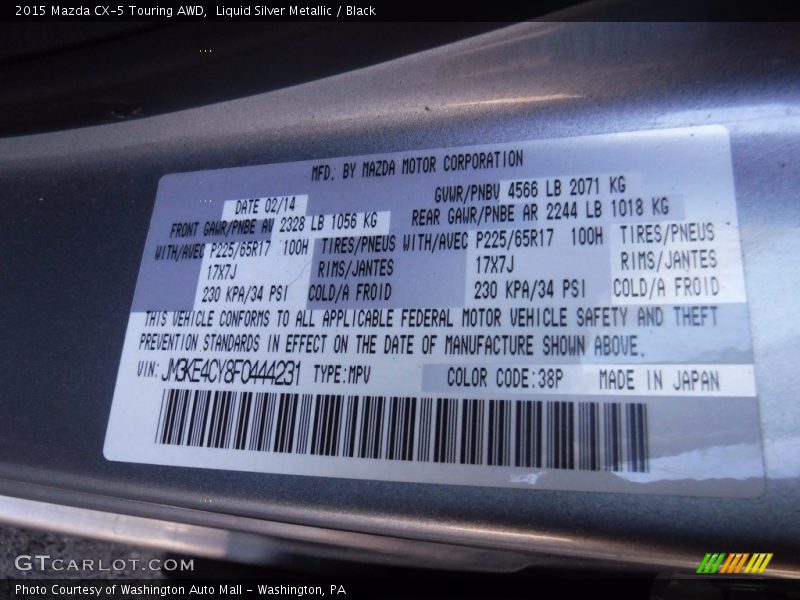 2015 Mazda CX-5 Touring AWD,  Liquid Silver Metallic / Black
MFD. BY MAZDA MOTOR CORPORATION
DATE 02/14 GVWR/PNBV 4566 LB 2071 KG
FRONT GAWR/PNBE AV 2328 LB 1056 KG REAR GAWR/PNBE AR 2244 LB 1018 KG
WITH/AVEC P225/65R17 100H TIRES/PNEUS WITH/AVEC P225/65R17 100H TIRES/PNEUS
17X7J RIMS/JANTES 17X7J RIMS/JANTES
230 KPA/34 PSI COLD/A FROID 230 KPA/34 PSI COLD/A FROID
THIS VEHICLE CONFORMS TO ALL APPLICABLE FEDERAL MOTOR VEHICLE SAFETY AND THEFT
PREVENTION STANDARDS IN EFFECT ON THE DATE OF MANUFACTURE SHOWN ABOVE.
VIN: JM3KE4CY8F0444231 TYPE:MPV COLOR CODE:38P MADE IN JAPAN
GTCARLOT.COM
Photo Courtesy of Washington Auto Mall - Washington, PA